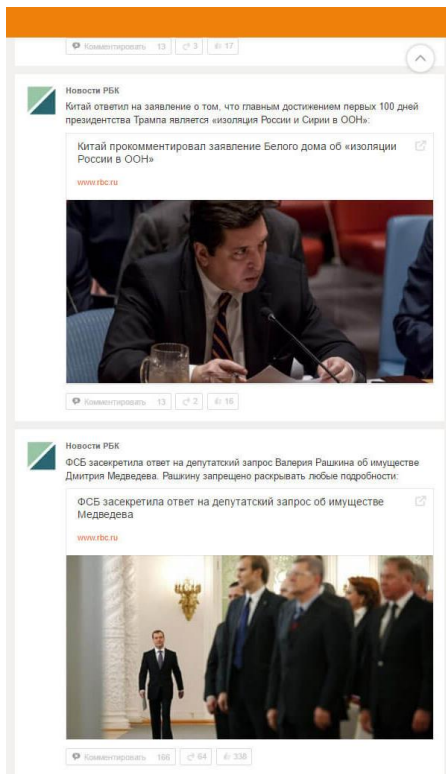 Комментировать 13 3 17
Новости РБК
Китай ответил на заявление о том, что главным достижением первых 100 дней
президентства Трампа является «изоляция России и Сирии в ООН»:
Китай прокомментировал заявление Белого дома об «изоляции
России в ООН»
www.rbc.ru
Комментировать 13 2 16
Новости РБК
ФСБ засекретила ответ на депутатский запрос Валерия Рашкина об имуществе
Дмитрия Медведева. Рашкину запрещено раскрывать любые подробности:
ФСБ засекретила ответ на депутатский запрос об имуществе
Медведева
www.rbc.ru
Комментировать 166 64 338